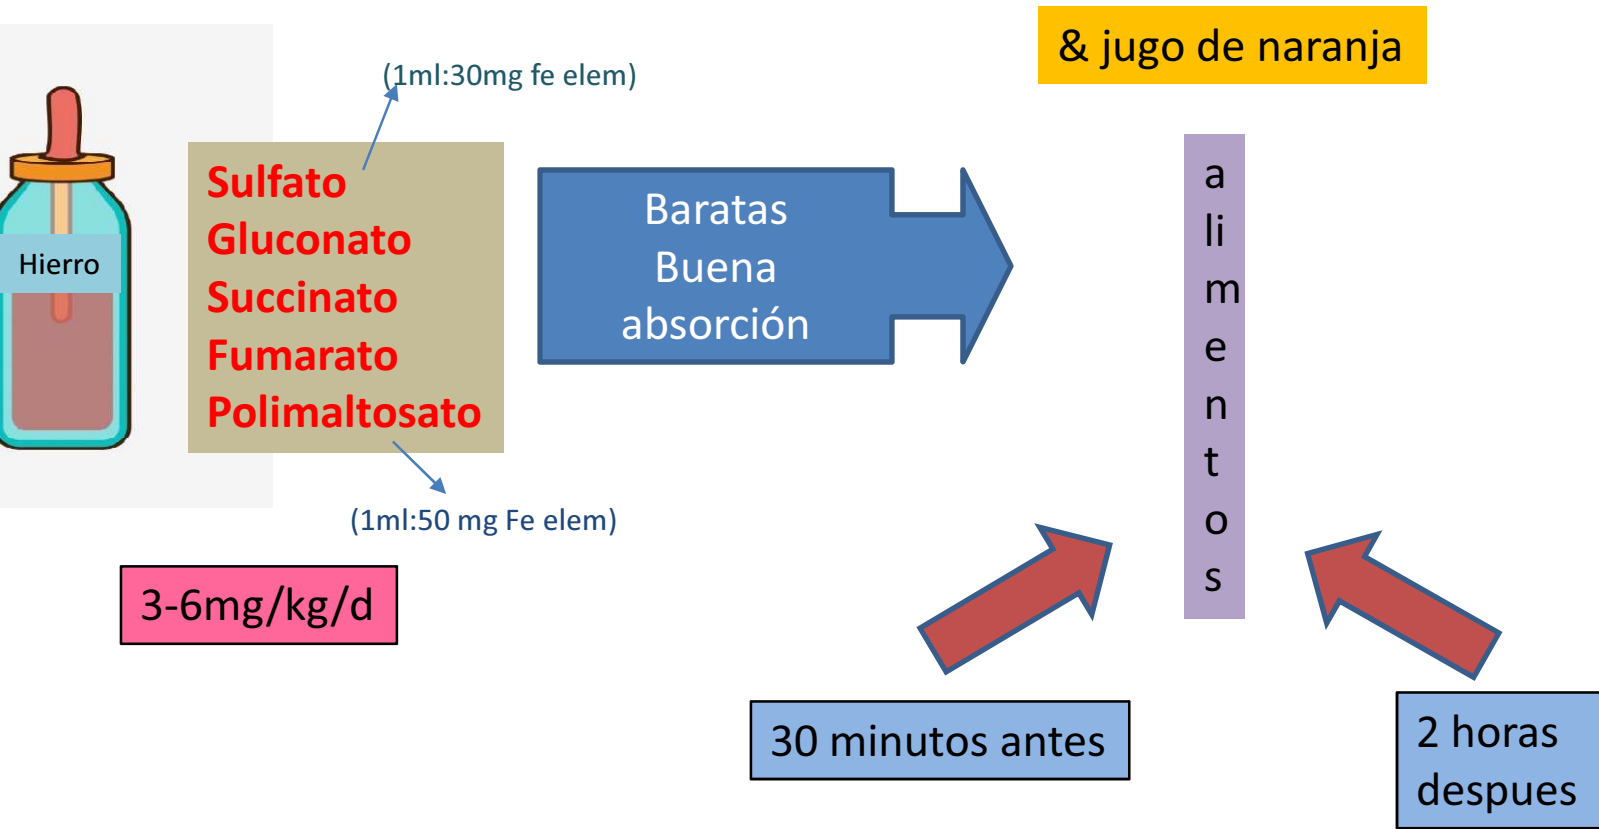 & jugo de naranja
(1ml:30mg fe elem)
Hierro
Sulfato
Gluconato
Succinato
Fumarato
Polimaltosato
Baratas
Buena
absorción
a
li
m
e
n
t
o
s
(1ml:50 mg Fe elem)
3-6mg/kg/d
30 minutos antes
2 horas
despues